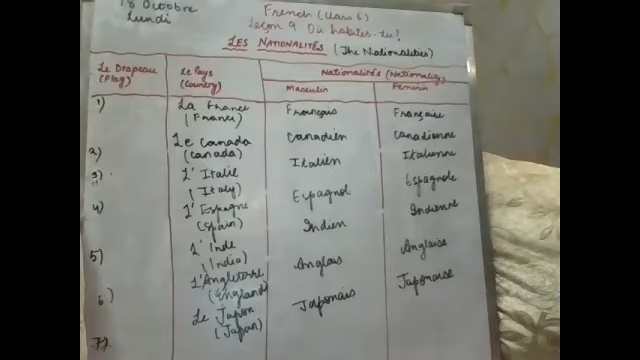 18 Octobre
Lundi
French (Class 6)
Leçon 9 Où habites-tu?
LES NATIONALITÉS (The Nationalities)
Le Drapeau (Flag)
Le Pays (Country)
Nationalités (Nationality)
Masculin
Feminin
1) La France (France) Français Française
2) Le Canada (Canada) Canadien Canadienne
3) L'Italie (Italy) Italien Italienne
4) L'Espagne (Spain) Espagnol Espagnole
5) L'Inde (India) Indien Indienne
6) L'Angleterre (England) Anglais Anglaise
7) Le Japon (Japan) Japonais Japonaise